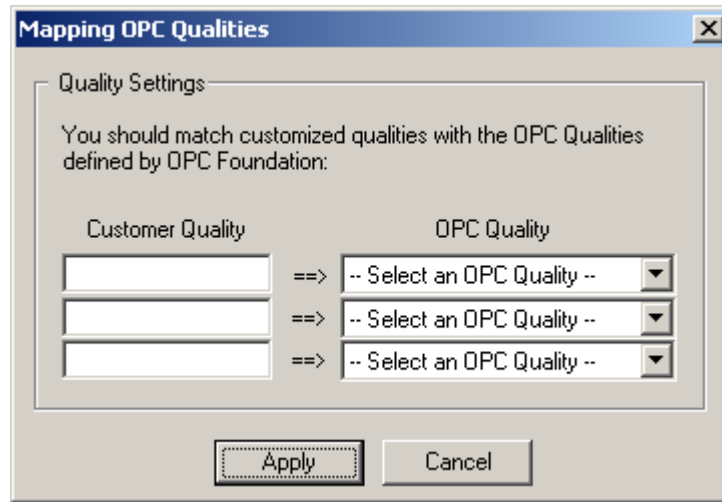 Mapping OPC Qualities
Quality Settings
You should match customized qualities with the OPC Qualities
defined by OPC Foundation:
Customer Quality OPC Quality
==> -- Select an OPC Quality --
==> -- Select an OPC Quality --
==> -- Select an OPC Quality --
Apply Cancel